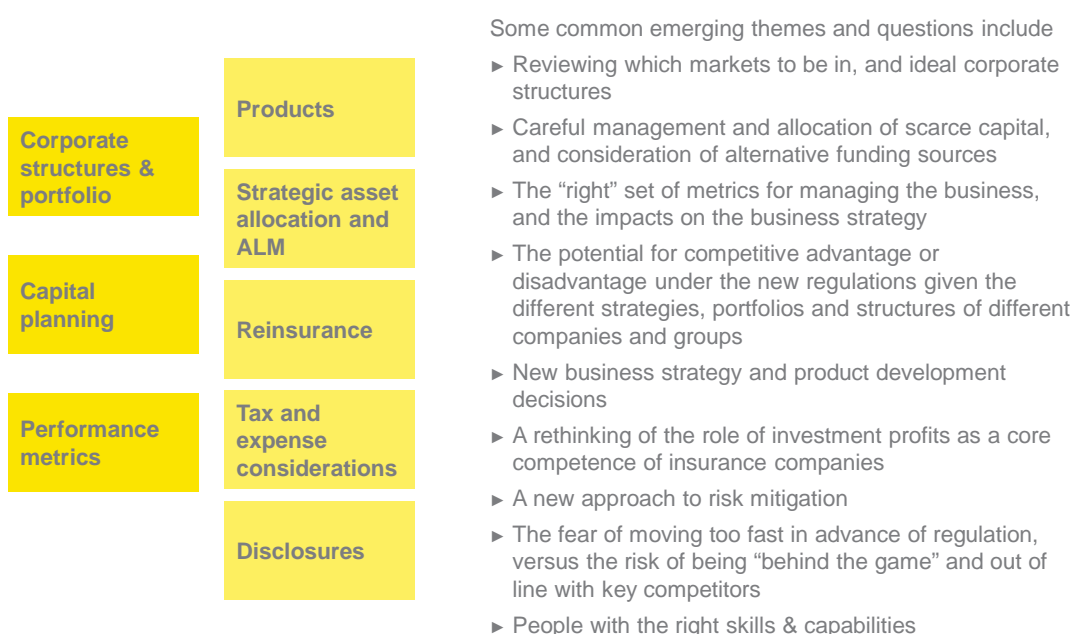 Corporate
structures &
portfolio
Capital
planning
Performance
metrics
Products
Strategic asset
allocation and
ALM
Reinsurance
Tax and
expense
considerations
Disclosures
Some common emerging themes and questions include
► Reviewing which markets to be in, and ideal corporate
structures
► Careful management and allocation of scarce capital,
and consideration of alternative funding sources
► The “right” set of metrics for managing the business,
and the impacts on the business strategy
► The potential for competitive advantage or
disadvantage under the new regulations given the
different strategies, portfolios and structures of different
companies and groups
► New business strategy and product development
decisions
► A rethinking of the role of investment profits as a core
competence of insurance companies
► A new approach to risk mitigation
► The fear of moving too fast in advance of regulation,
versus the risk of being “behind the game” and out of
line with key competitors
► People with the right skills & capabilities